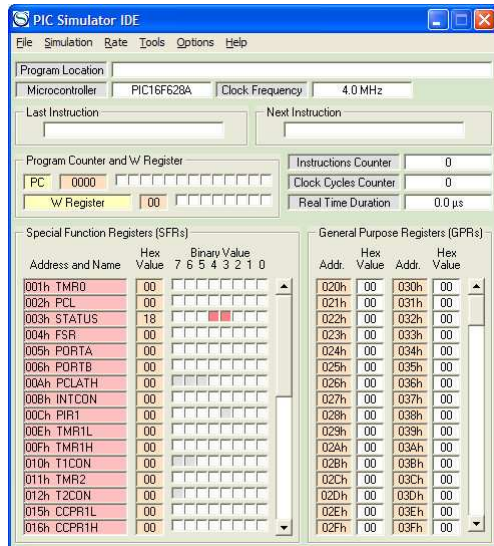 PIC Simulator IDE
File Simulation Rate Tools Options Help
Program Location
Microcontroller PIC16F628A Clock Frequency 4.0 MHz
Last Instruction Next Instruction
Program Counter and W Register
PC 0000
W Register 00
Instructions Counter 0
Clock Cycles Counter 0
Real Time Duration 0.0 µs
Special Function Registers (SFRs)
Hex Binary Value
Address and Name Value 7 6 5 4 3 2 1 0
001h TMR0 00
002h PCL 00
003h STATUS 18
004h FSR 00
005h PORTA 00
006h PORTB 00
00Ah PCLATH 00
00Bh INTCON 00
00Ch PIR1 00
00Eh TMR1L 00
00Fh TMR1H 00
010h T1CON 00
011h TMR2 00
012h T2CON 00
015h CCPR1L 00
016h CCPR1H 00
General Purpose Registers (GPRs)
Hex Hex
Addr. Value Addr. Value
020h 00 030h 00
021h 00 031h 00
022h 00 032h 00
023h 00 033h 00
024h 00 034h 00
025h 00 035h 00
026h 00 036h 00
027h 00 037h 00
028h 00 038h 00
029h 00 039h 00
02Ah 00 03Ah 00
02Bh 00 03Bh 00
02Ch 00 03Ch 00
02Dh 00 03Dh 00
02Eh 00 03Eh 00
02Fh 00 03Fh 00